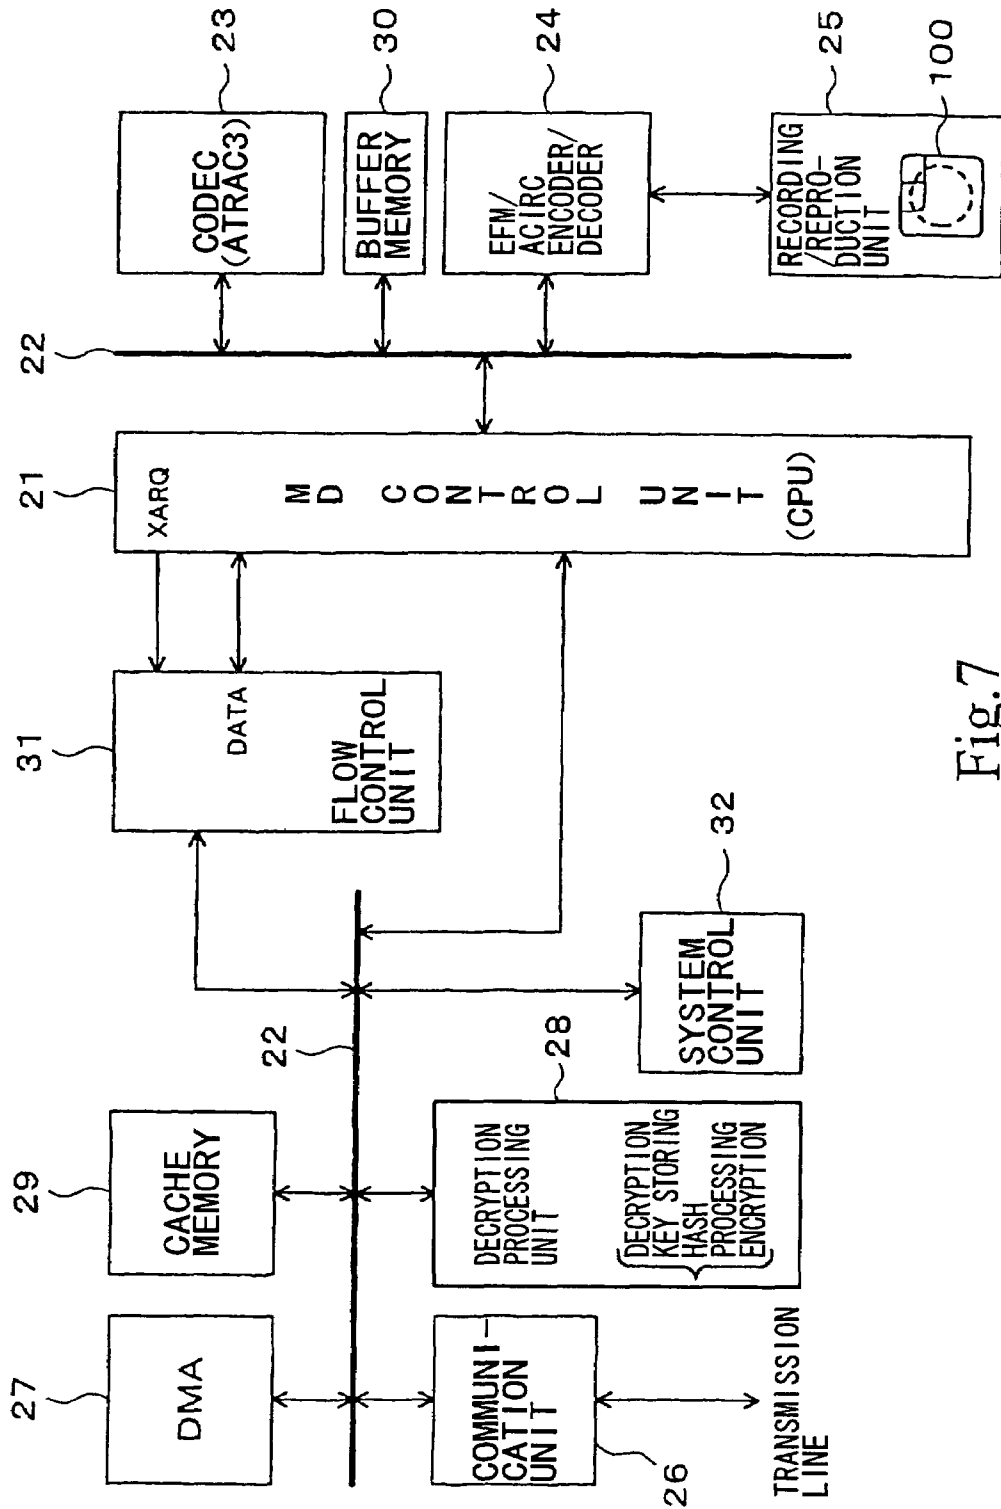 27
DMA
29
CACHE
MEMORY
31
DATA
FLOW
CONTROL
UNIT
21
XARQ
MD CONTROL UNIT
(CPU)
22
23
CODEC
(ATRAC3)
30
BUFFER
MEMORY
24
EFM/
ACIRC
ENCODER/
DECODER
25
RECORDING
/REPRO-
DUCTION
UNIT
100
22
26
COMMUNI-
CATION
UNIT
TRANSMISSION
LINE
28
DECRYPTION
PROCESSING
UNIT
DECRYPTION
KEY STORING
HASH
PROCESSING
ENCRYPTION
32
SYSTEM
CONTROL
UNIT
Fig.7